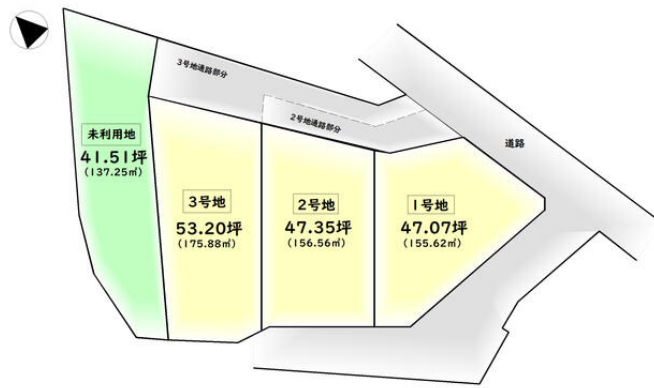 3号地通路部分
2号地通路部分
道路
未利用地
41.51坪
(137.25㎡)
3号地
53.20坪
(175.88㎡)
2号地
47.35坪
(156.56㎡)
1号地
47.07坪
(155.62㎡)